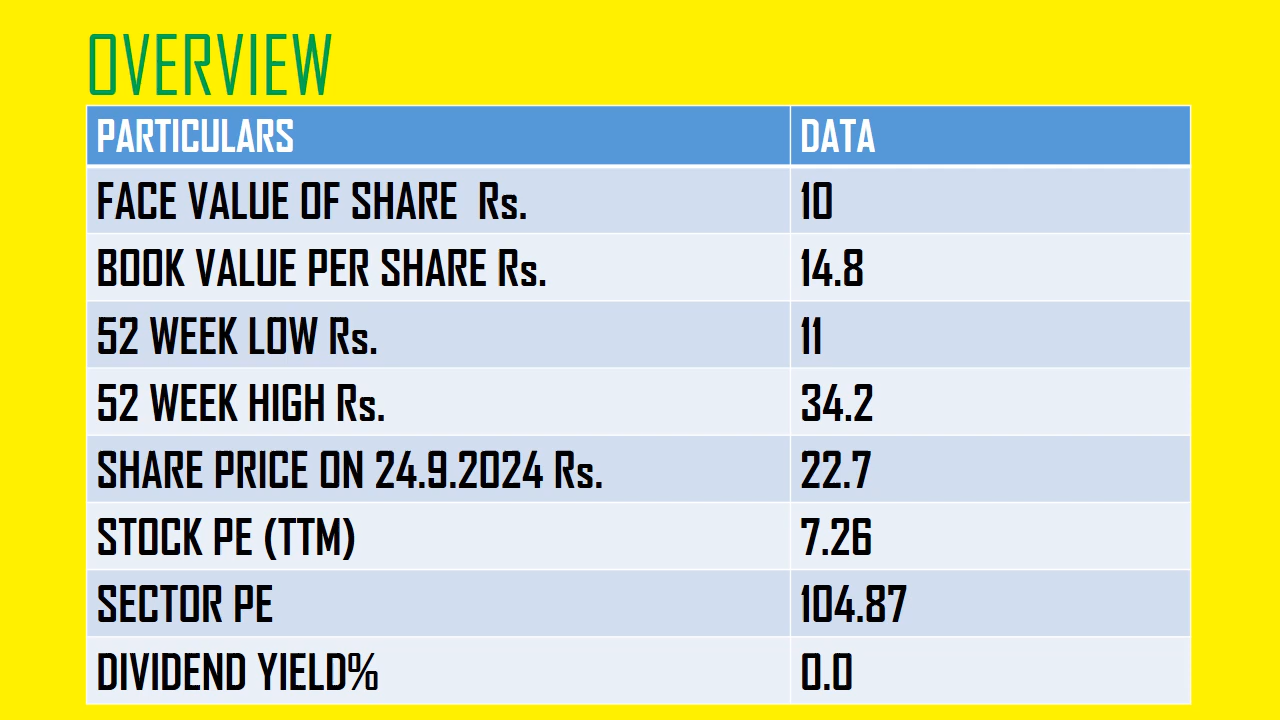 OVERVIEW
PARTICULARS DATA
FACE VALUE OF SHARE Rs. 10
BOOK VALUE PER SHARE Rs. 14.8
52 WEEK LOW Rs. 11
52 WEEK HIGH Rs. 34.2
SHARE PRICE ON 24.9.2024 Rs. 22.7
STOCK PE (TTM) 7.26
SECTOR PE 104.87
DIVIDEND YIELD% 0.0